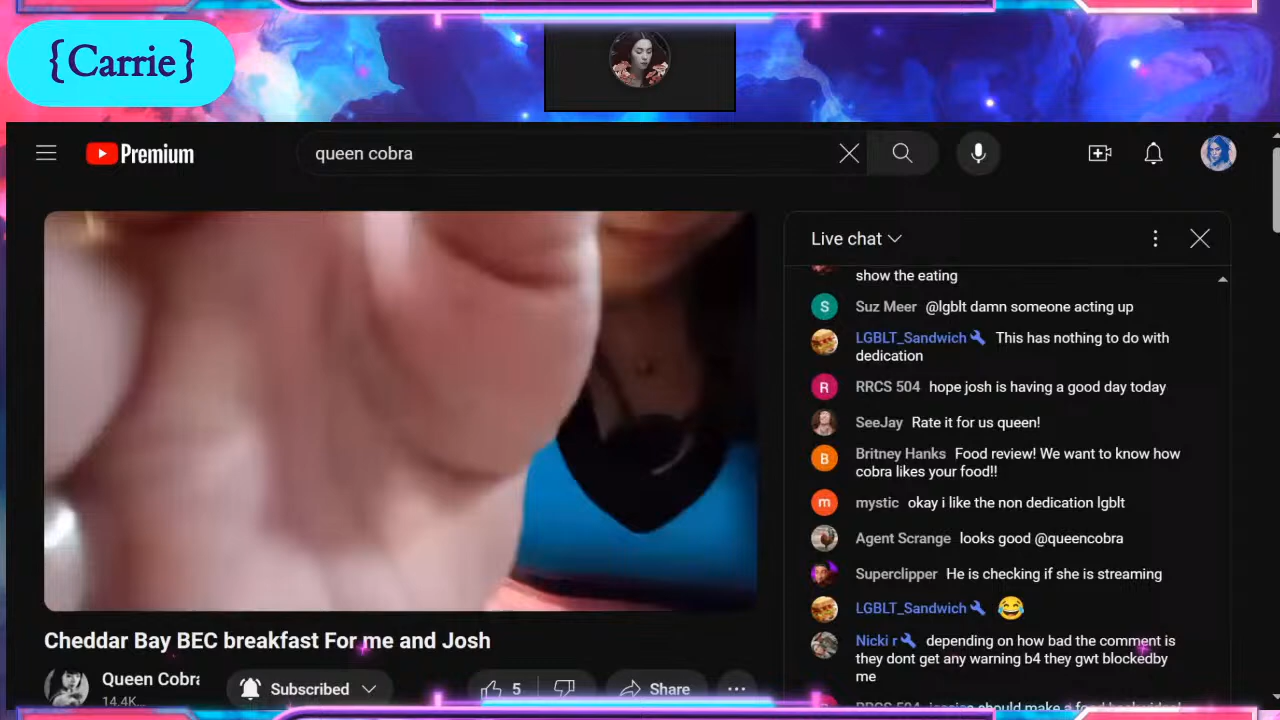 {Carrie}
Premium
queen cobra
Live chat
show the eating
S
Suz Meer @lgblt damn someone acting up
LGBLT_Sandwich This has nothing to do with
dedication
R
RRCS 504 hope josh is having a good day today
SeeJay Rate it for us queen!
B
Britney Hanks Food review! We want to know how
cobra likes your food!!
m
mystic okay i like the non dedication lgblt
Agent Scrange looks good @queencobra
Superclipper He is checking if she is streaming
LGBLT_Sandwich 😂
Nicki r depending on how bad the comment is
they dont get any warning b4 they gwt blockedby
me
RRCS 504
should make a
Cheddar Bay BEC breakfast For me and Josh
Queen Cobra
14.4K...
Subscribed
5
Share